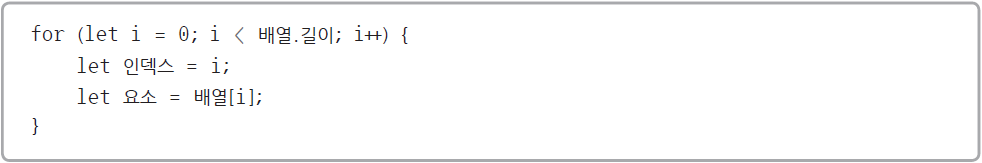 for (let i = 0; i < 배열.길이; i++) {
    let 인덱스 = i;
    let 요소 = 배열[i];
}